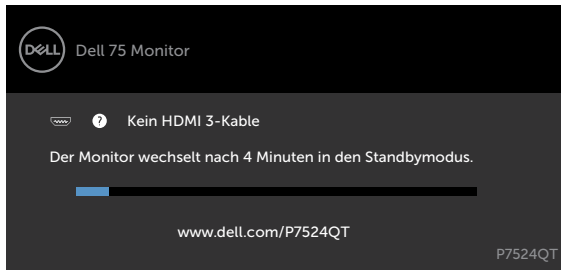 DELL Dell 75 Monitor
? Kein HDMI 3-Kable
Der Monitor wechselt nach 4 Minuten in den Standbymodus.
www.dell.com/P7524QT
P7524QT